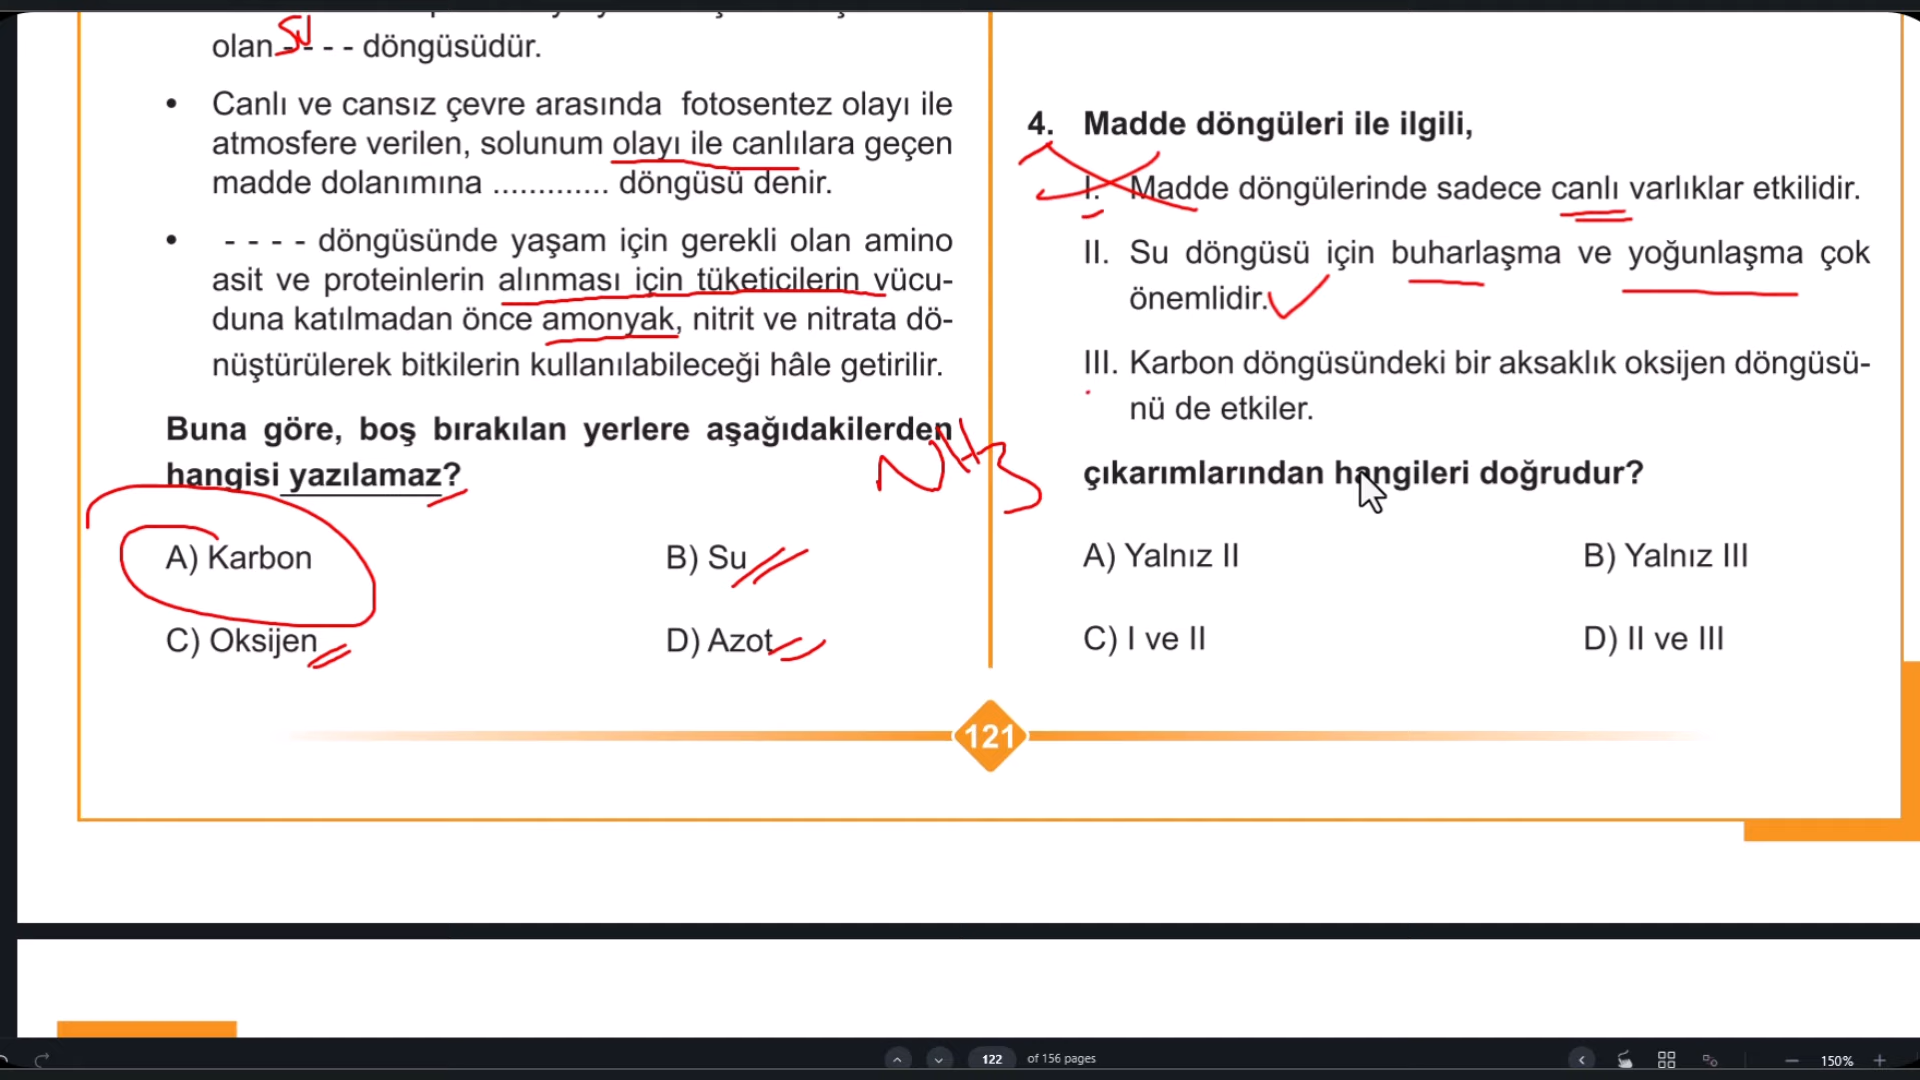 olan - - - - döngüsüdür.
SU
• Canlı ve cansız çevre arasında fotosentez olayı ile
atmosfere verilen, solunum olayı ile canlılara geçen
madde dolanımına ............. döngüsü denir.
• - - - - döngüsünde yaşam için gerekli olan amino
asit ve proteinlerin alınması için tüketicilerin vücu-
duna katılmadan önce amonyak, nitrit ve nitrata dö-
nüştürülerek bitkilerin kullanılabileceği hâle getirilir.
Buna göre, boş bırakılan yerlere aşağıdakilerden
hangisi yazılamaz?
NH3
A) Karbon
B) Su
C) Oksijen
D) Azot
4. Madde döngüleri ile ilgili,
I. Madde döngülerinde sadece canlı varlıklar etkilidir.
II. Su döngüsü için buharlaşma ve yoğunlaşma çok
önemlidir.
III. Karbon döngüsündeki bir aksaklık oksijen döngüsü-
nü de etkiler.
çıkarımlarından hangileri doğrudur?
A) Yalnız II
B) Yalnız III
C) I ve II
D) II ve III
121
122 of 156 pages
150%